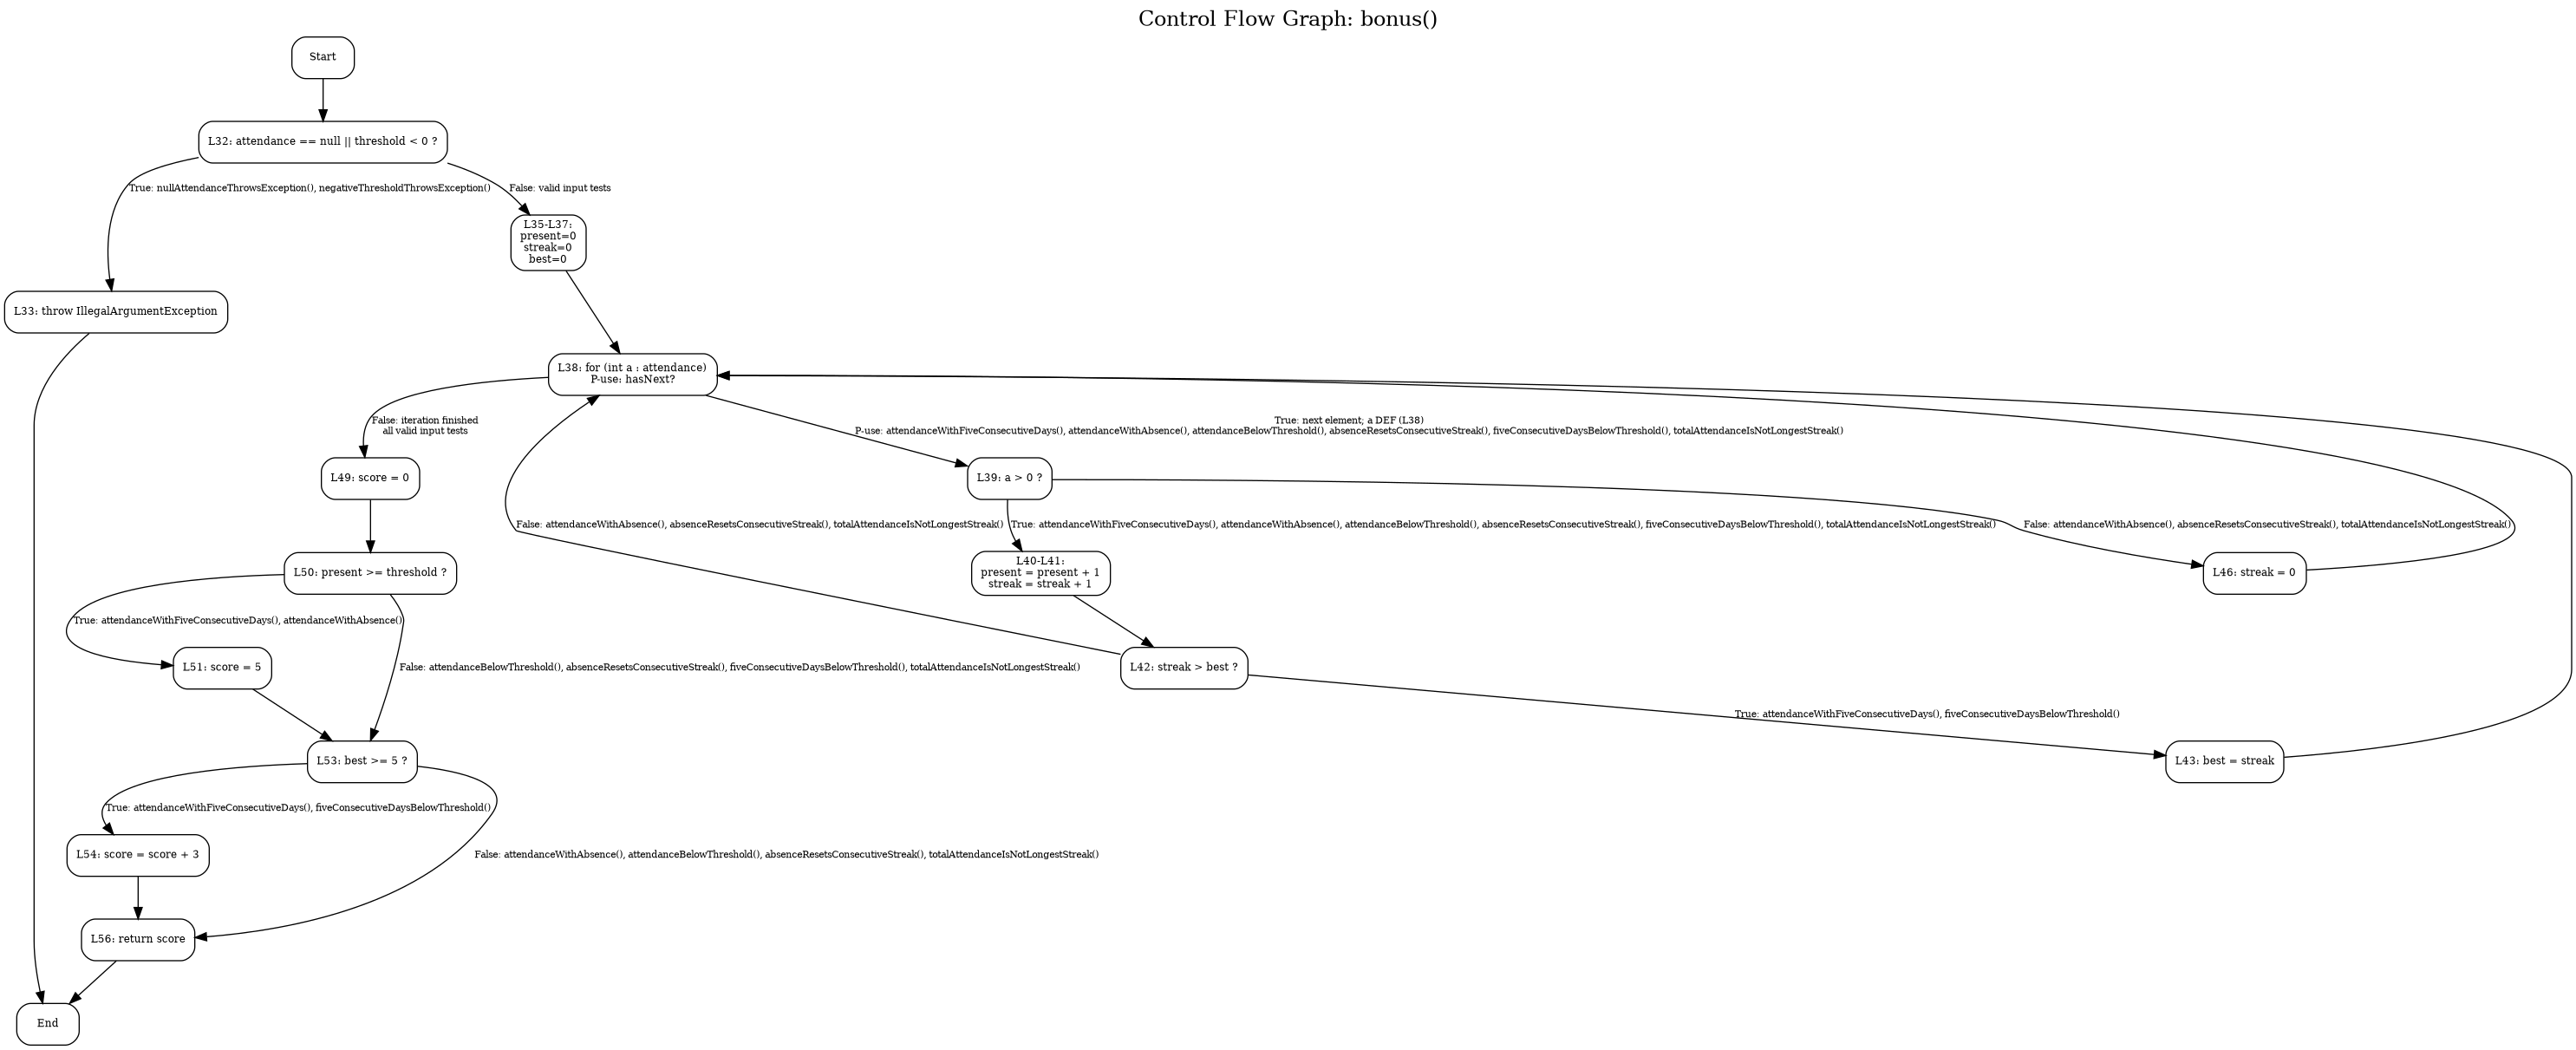 Control Flow Graph: bonus()
Start
L32: attendance == null || threshold < 0 ?
True: nullAttendanceThrowsException(), negativeThresholdThrowsException()
False: valid input tests
L35-L37:
present=0
streak=0
best=0
L33: throw IllegalArgumentException
L38: for (int a : attendance)
P-use: hasNext?
False: iteration finished
all valid input tests
True: next element; a DEF (L38)
P-use: attendanceWithFiveConsecutiveDays(), attendanceWithAbsence(), attendanceBelowThreshold(), absenceResetsConsecutiveStreak(), fiveConsecutiveDaysBelowThreshold(), totalAttendanceIsNotLongestStreak()
L49: score = 0
L39: a > 0 ?
False: attendanceWithAbsence(), absenceResetsConsecutiveStreak(), totalAttendanceIsNotLongestStreak()
True: attendanceWithFiveConsecutiveDays(), attendanceWithAbsence(), attendanceBelowThreshold(), absenceResetsConsecutiveStreak(), fiveConsecutiveDaysBelowThreshold(), totalAttendanceIsNotLongestStreak()
False: attendanceWithAbsence(), absenceResetsConsecutiveStreak(), totalAttendanceIsNotLongestStreak()
L50: present >= threshold ?
L40-L41:
present = present + 1
streak = streak + 1
L46: streak = 0
True: attendanceWithFiveConsecutiveDays(), attendanceWithAbsence()
L51: score = 5
False: attendanceBelowThreshold(), absenceResetsConsecutiveStreak(), fiveConsecutiveDaysBelowThreshold(), totalAttendanceIsNotLongestStreak()
L42: streak > best ?
True: attendanceWithFiveConsecutiveDays(), fiveConsecutiveDaysBelowThreshold()
L53: best >= 5 ?
L43: best = streak
True: attendanceWithFiveConsecutiveDays(), fiveConsecutiveDaysBelowThreshold()
L54: score = score + 3
False: attendanceWithAbsence(), attendanceBelowThreshold(), absenceResetsConsecutiveStreak(), totalAttendanceIsNotLongestStreak()
L56: return score
End